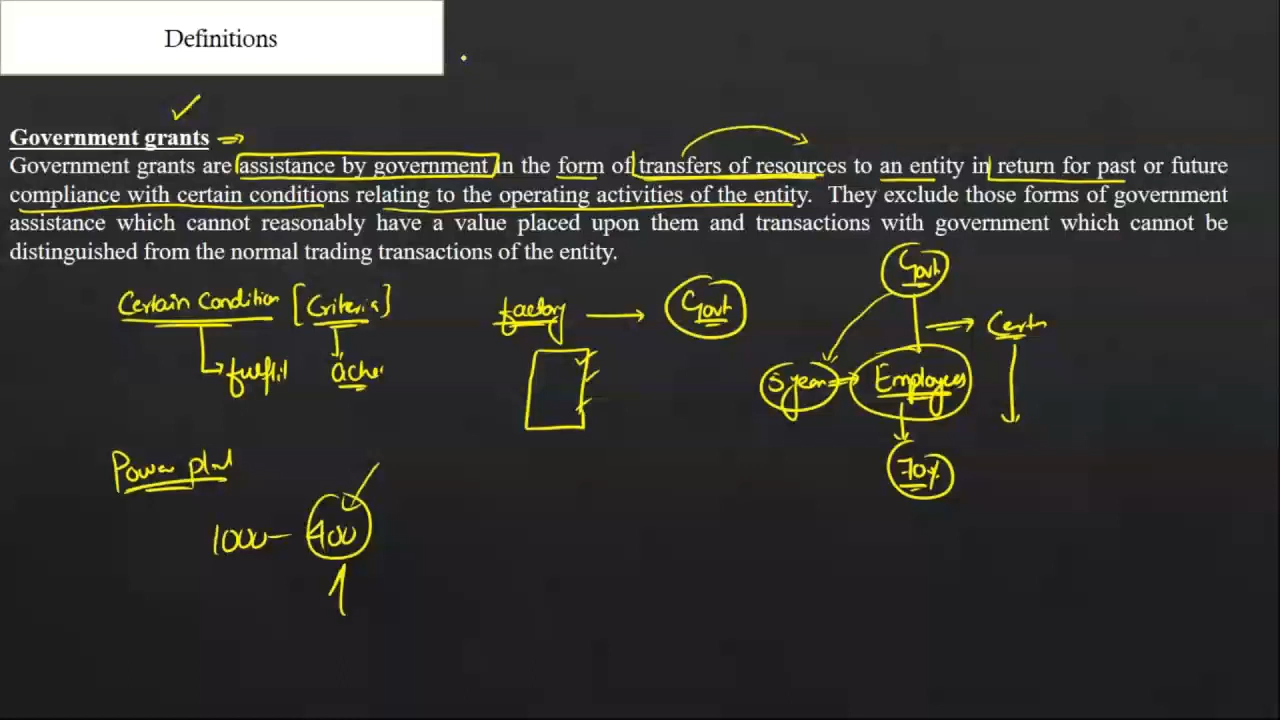 Definitions
Government grants
Government grants are assistance by government in the form of transfers of resources to an entity in return for past or future
compliance with certain conditions relating to the operating activities of the entity. They exclude those forms of government
assistance which cannot reasonably have a value placed upon them and transactions with government which cannot be
distinguished from the normal trading transactions of the entity.
Govt
Certain Condition [Criteria]
factory Govt
fulfil
5 year Employees
Power
70%
1000 - 400